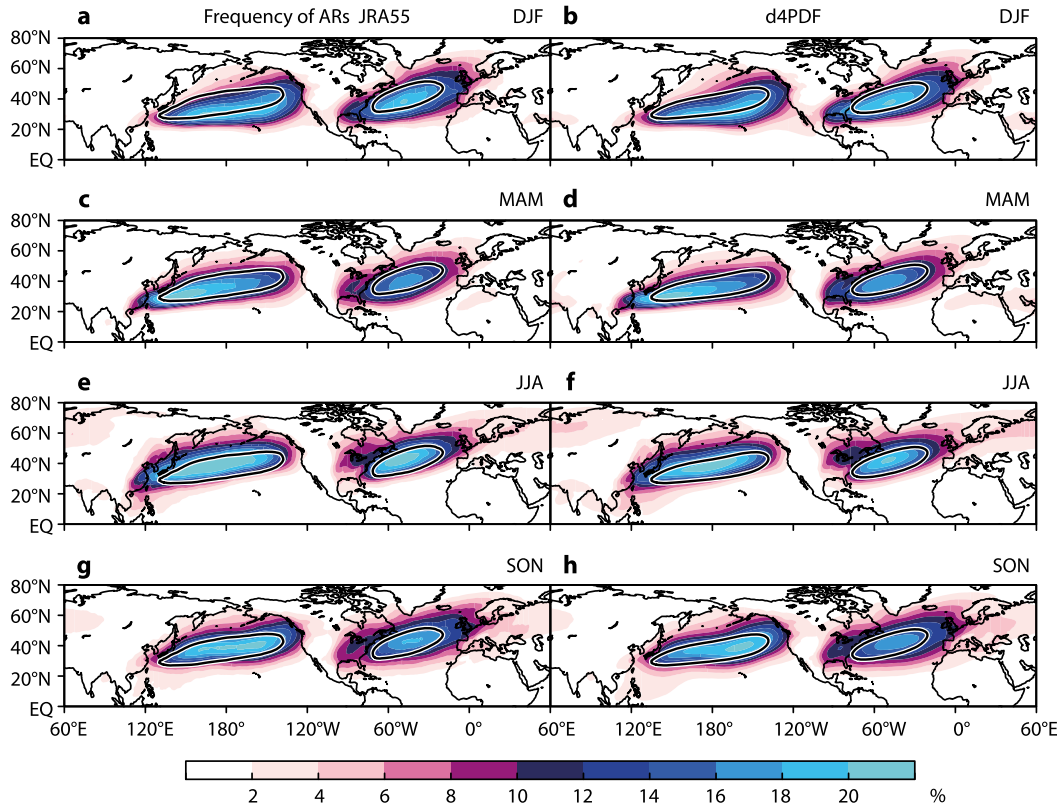 a Frequency of ARs JRA55 DJF b d4PDF DJF
80°N
60°N
40°N
20°N
EQ
c MAM d MAM
80°N
60°N
40°N
20°N
EQ
e JJA f JJA
80°N
60°N
40°N
20°N
EQ
g SON h SON
80°N
60°N
40°N
20°N
EQ
60°E 120°E 180° 120°W 60°W 0° 60°E 120°E 180° 120°W 60°W 0° 60°E
2 4 6 8 10 12 14 16 18 20 %